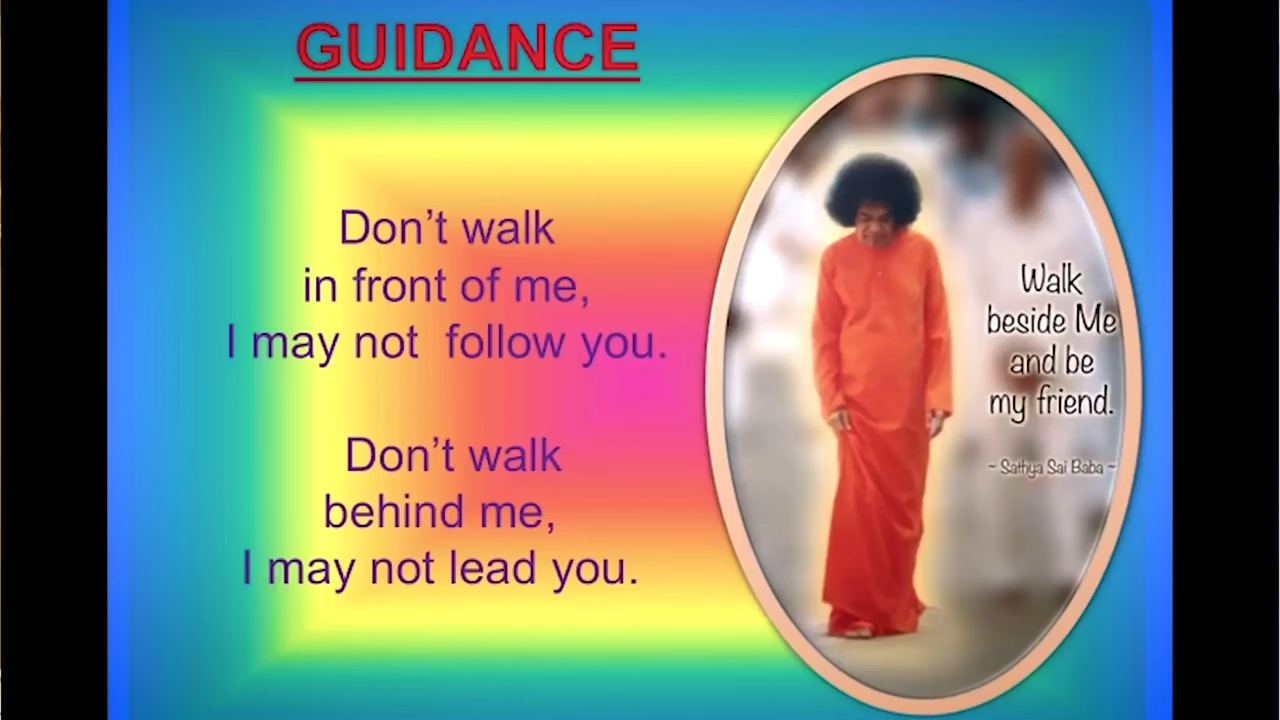 GUIDANCE
Don’t walk
in front of me,
I may not  follow you.
Don’t walk
behind me,
I may not lead you.
Walk
beside Me
and be
my friend.
~ Sathya Sai Baba ~